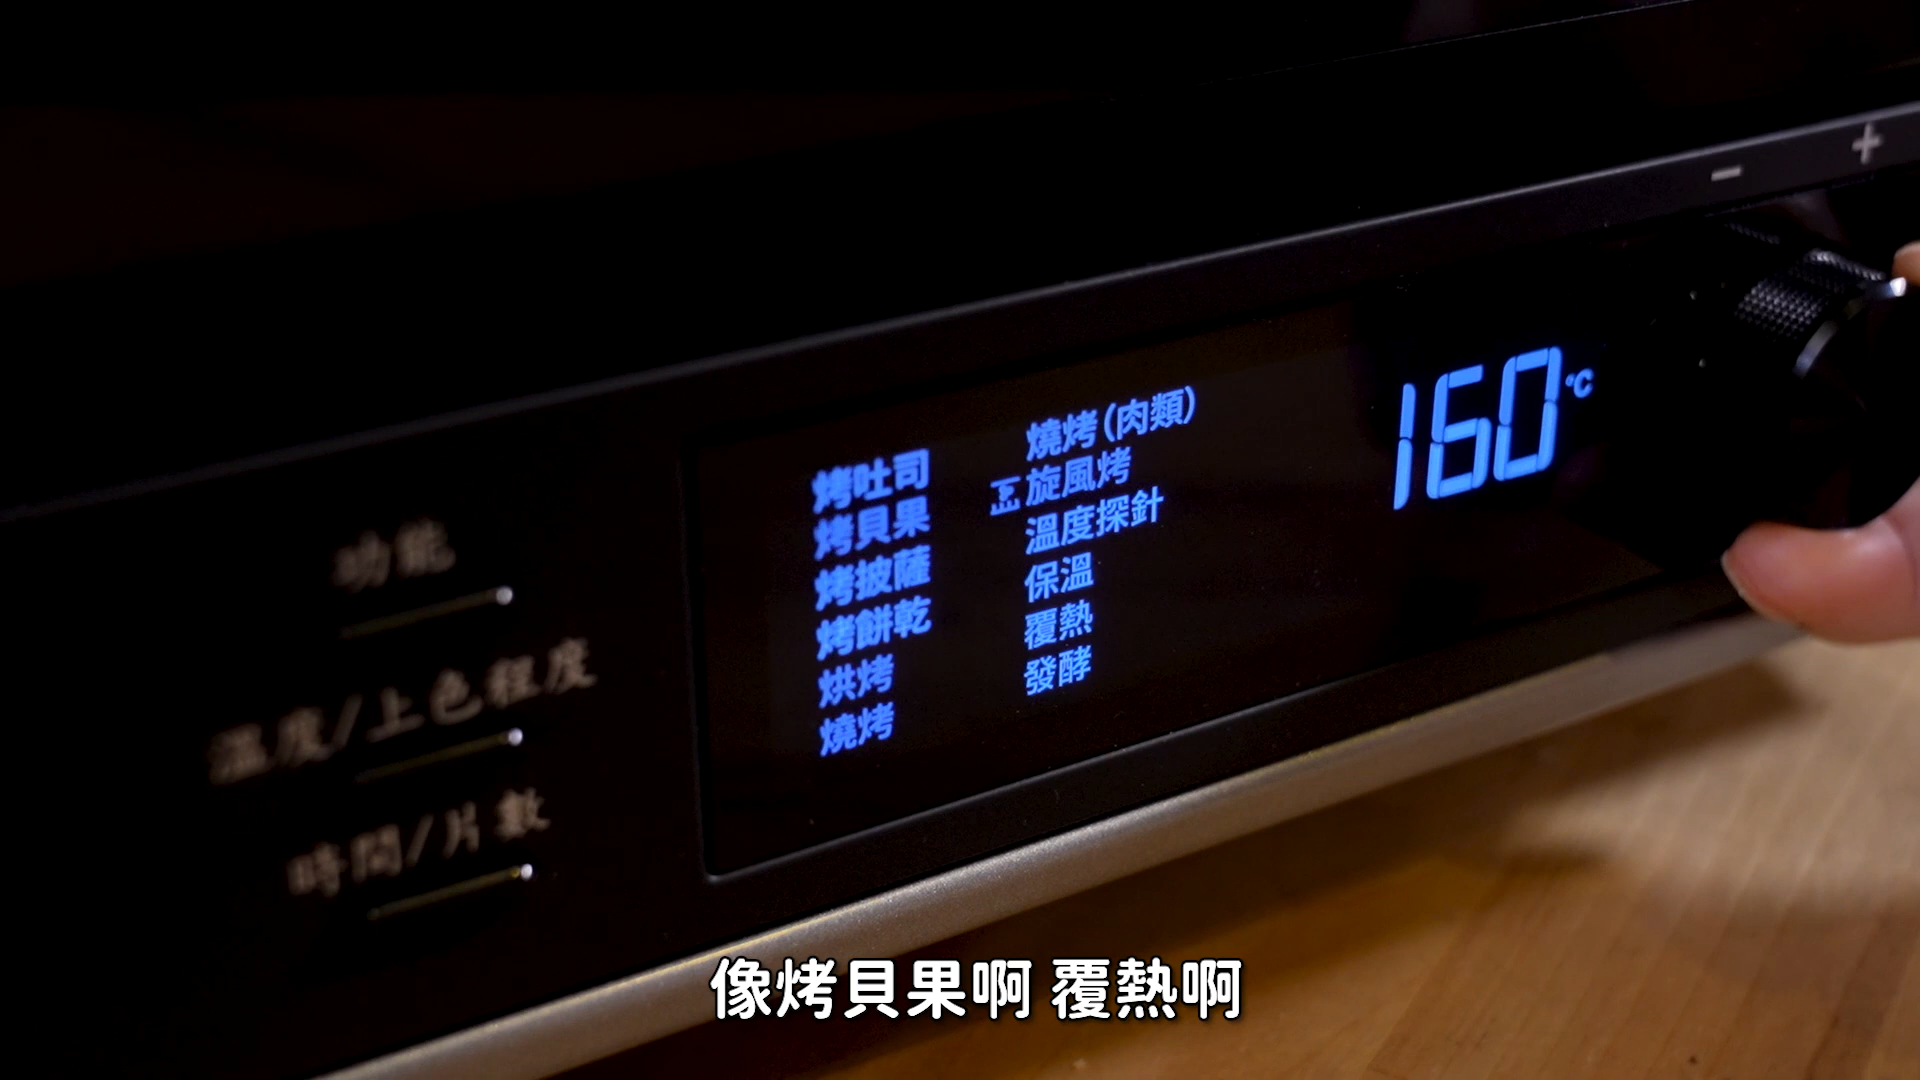 功能
溫度/上色程度
時間/片數
烤吐司
烤貝果
烤披薩
烤餅乾
烘烤
燒烤
燒烤(肉類)
旋風烤
溫度探針
保溫
覆熱
發酵
160°C
－
＋
像烤貝果啊 覆熱啊